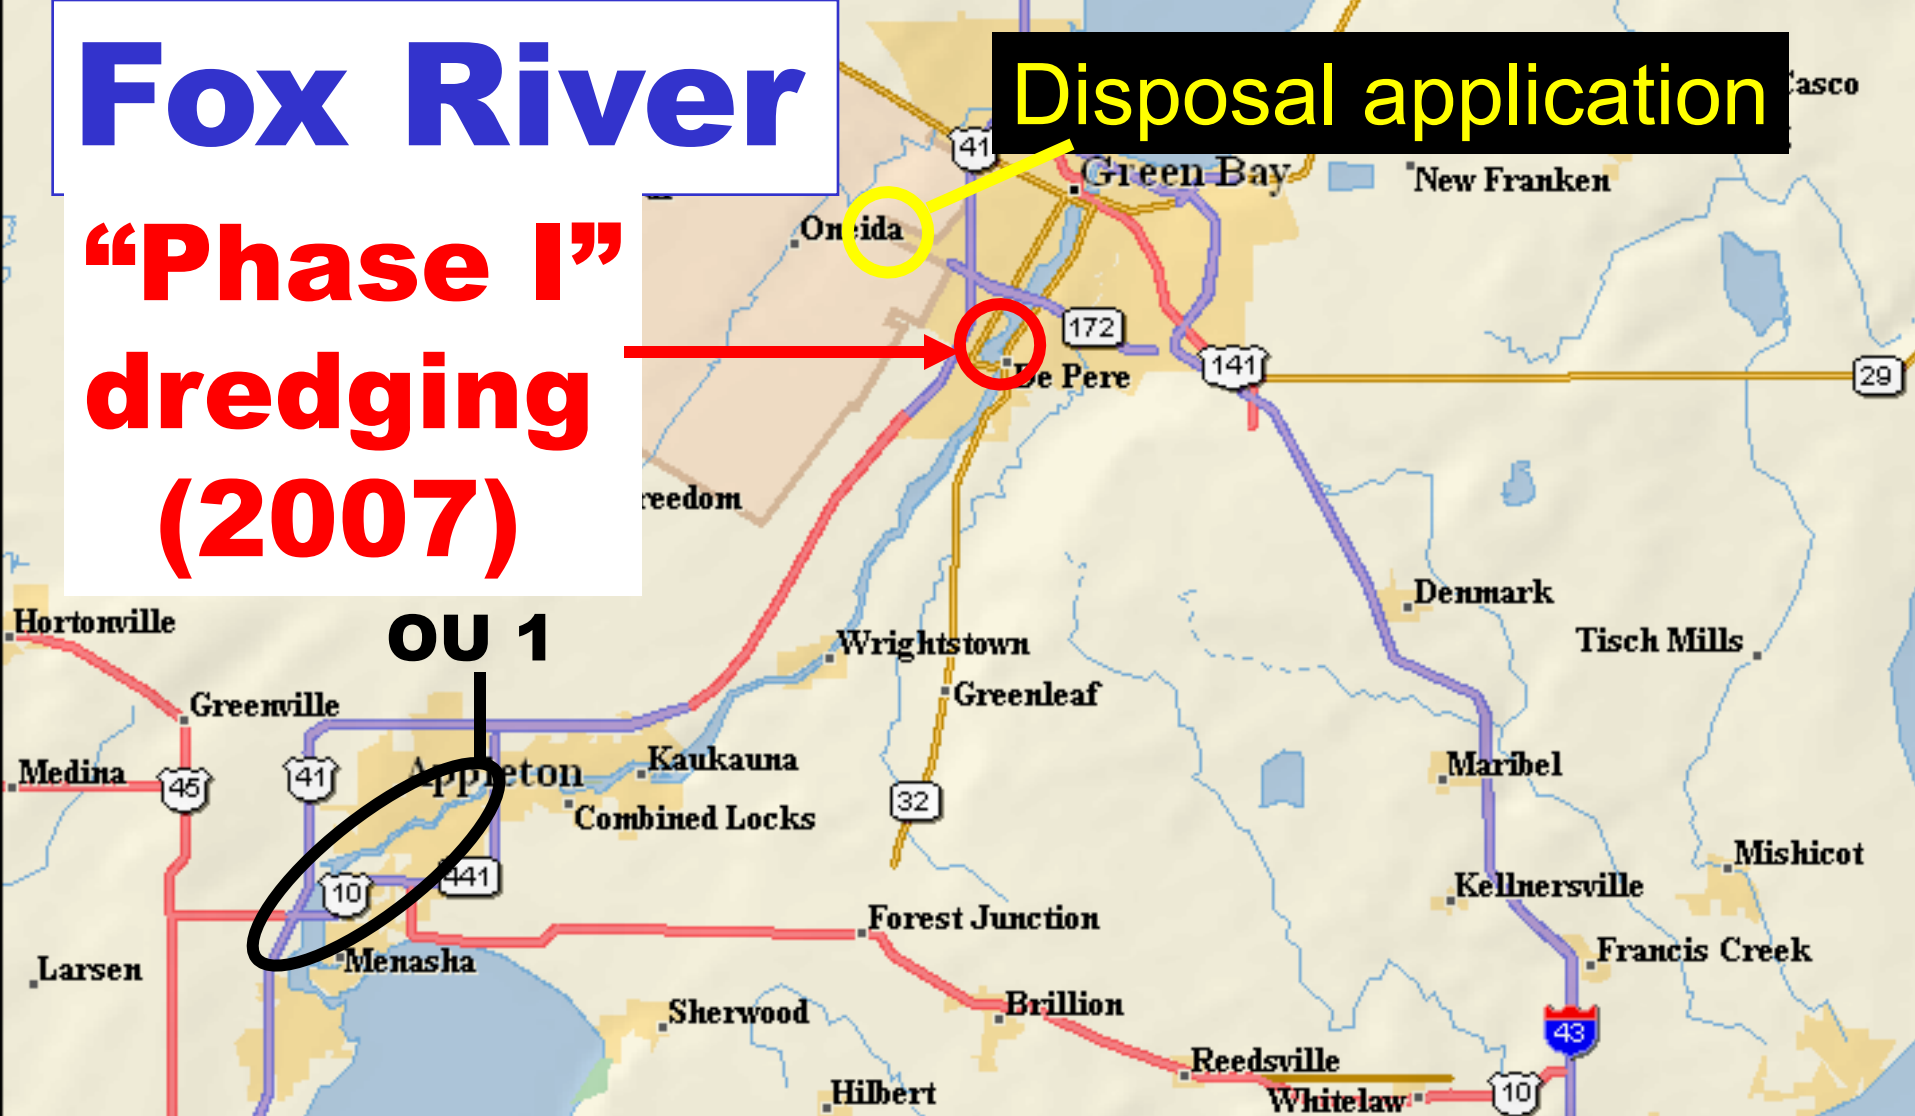 Fox River
Disposal application
“Phase I”
dredging
(2007)
OU 1
Casco
41
Green Bay
New Franken
Oneida
172
De Pere
141
29
reedom
Denmark
Hortonville
Wrightstown
Tisch Mills
Greenville
Greenleaf
Medina
45
41
Appleton
Kaukauna
Maribel
32
Combined Locks
Mishicot
10
441
Kellnersville
Forest Junction
Francis Creek
Larsen
Menasha
Sherwood
Brillion
43
Reedsville
Hilbert
Whitelaw
10